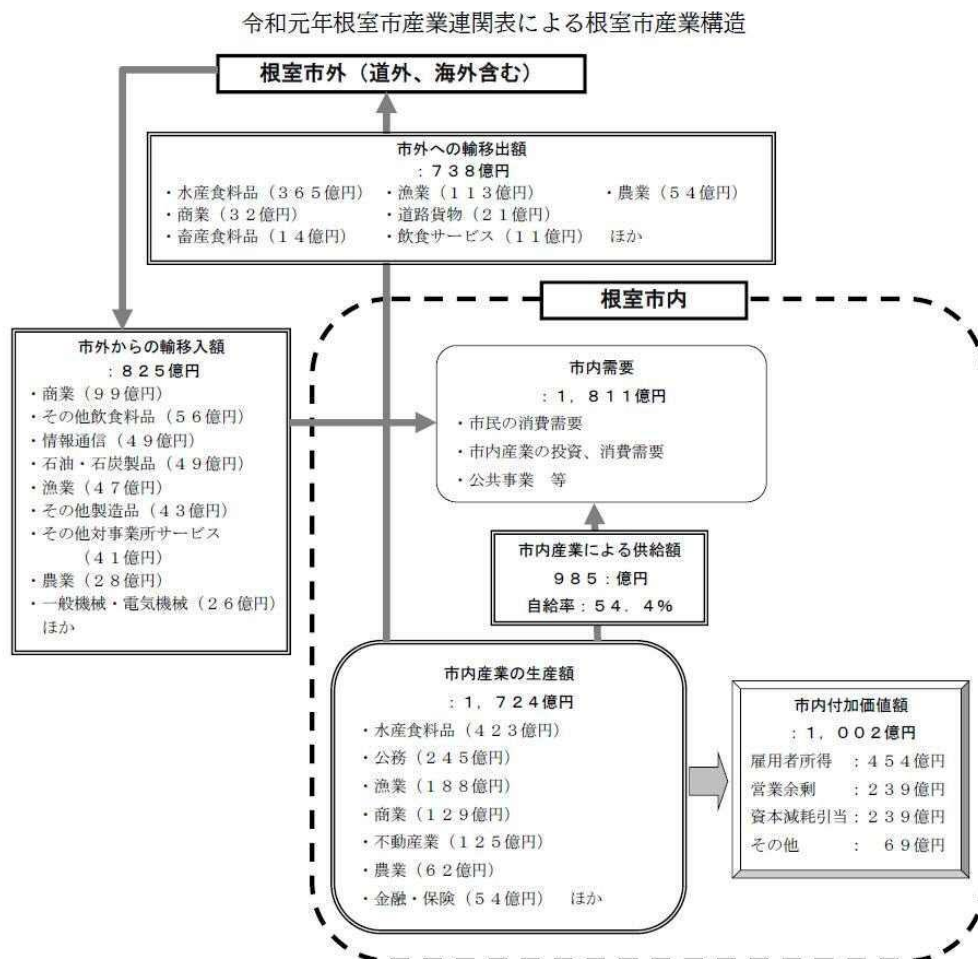 令和元年根室市産業連関表による根室市産業構造
根室市外（道外、海外含む）
市外への輸移出額
：７３８億円
・水産食料品（３６５億円）　・漁業（１１３億円）　・農業（５４億円）
・商業（３２億円）　・道路貨物（２１億円）
・畜産食料品（１４億円）　・飲食サービス（１１億円）　ほか
根室市内
市外からの輸移入額
：８２５億円
・商業（９９億円）
・その他飲食料品（５６億円）
・情報通信（４９億円）
・石油・石炭製品（４９億円）
・漁業（４７億円）
・その他製造品（４３億円）
・その他対事業所サービス
（４１億円）
・農業（２８億円）
・一般機械・電気機械（２６億円）
ほか
市内需要
：１，８１１億円
・市民の消費需要
・市内産業の投資、消費需要
・公共事業　等
市内産業による供給額
９８５：億円
自給率：５４．４％
市内産業の生産額
：１，７２４億円
・水産食料品（４２３億円）
・公務（２４５億円）
・漁業（１８８億円）
・商業（１２９億円）
・不動産業（１２５億円）
・農業（６２億円）
・金融・保険（５４億円）　ほか
市内付加価値額
：１，００２億円
雇用者所得　：４５４億円
営業余剰　：２３９億円
資本減耗引当：２３９億円
その他　：　６９億円